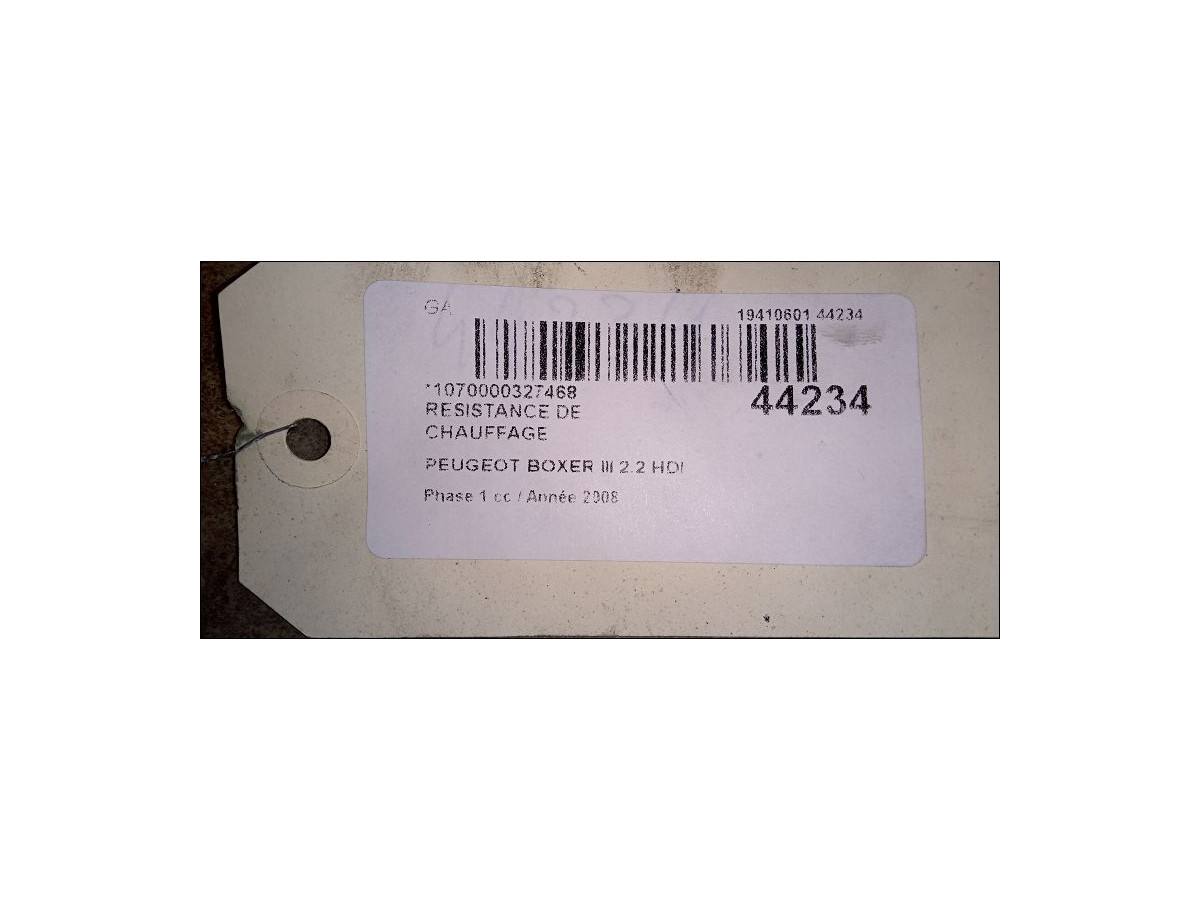 GA
19410601 44234
*1070000327468
44234
RESISTANCE DE
CHAUFFAGE
PEUGEOT BOXER III 2.2 HDI
Phase 1 cc / Année 2008